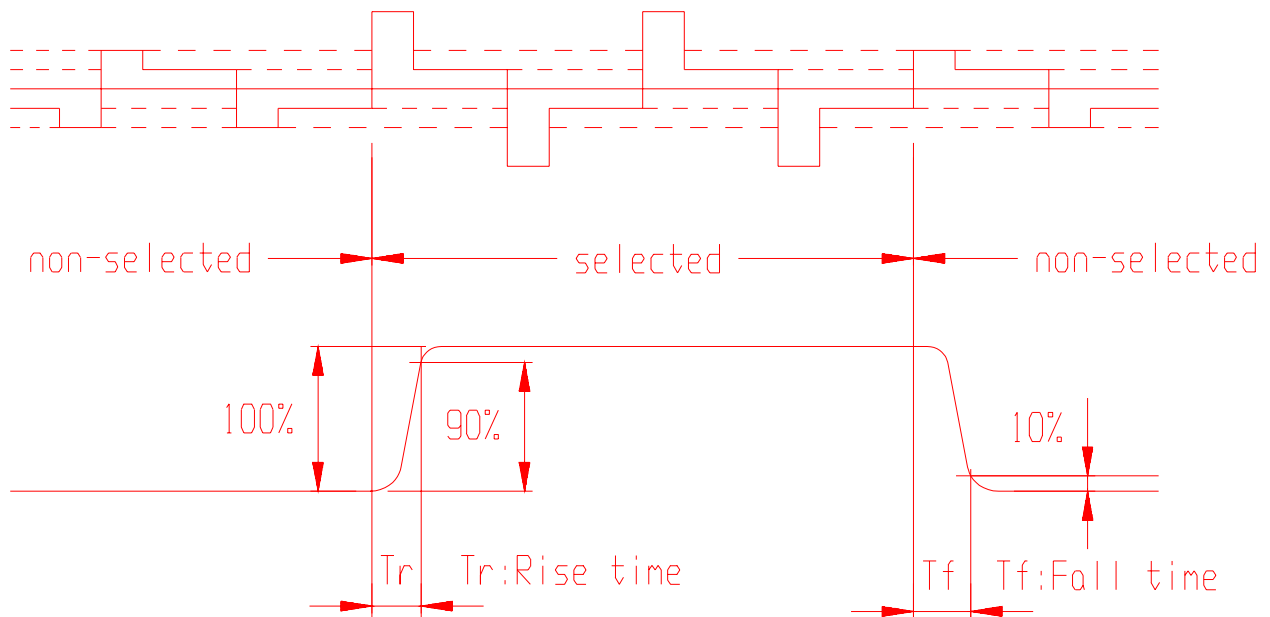 non-selected
selected
non-selected
100%
90%
10%
Tr
Tr:Rise time
Tf
Tf:Fall time